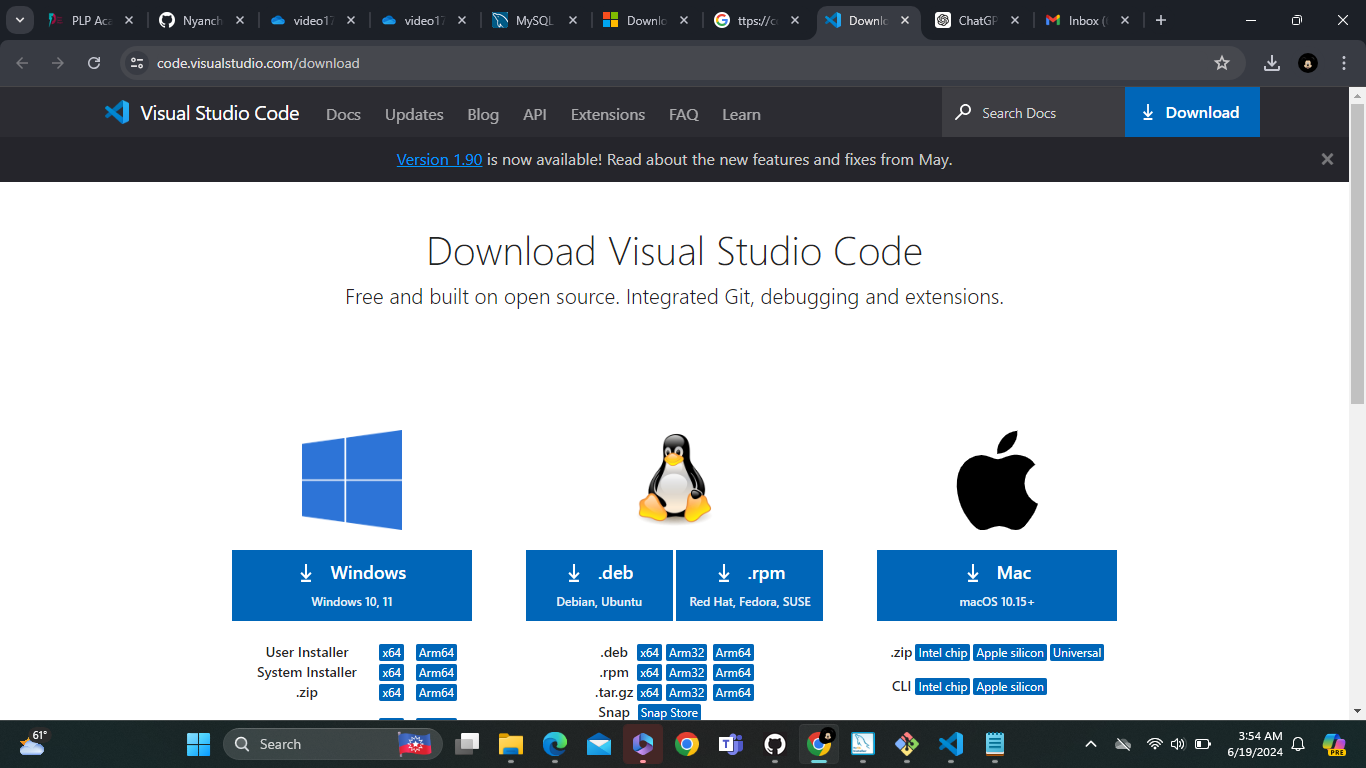 PLP Aca
Nyanch
video17
video17
MySQL
Downlo
ttps://co
Downlo
ChatGP
Inbox (
code.visualstudio.com/download
Visual Studio Code Docs Updates Blog API Extensions FAQ Learn Search Docs Download
Version 1.90 is now available! Read about the new features and fixes from May.
Download Visual Studio Code
Free and built on open source. Integrated Git, debugging and extensions.
Windows
Windows 10, 11
.deb
Debian, Ubuntu
.rpm
Red Hat, Fedora, SUSE
Mac
macOS 10.15+
User Installer x64 Arm64
System Installer x64 Arm64
.zip x64 Arm64
.deb x64 Arm32 Arm64
.rpm x64 Arm32 Arm64
.tar.gz x64 Arm32 Arm64
Snap Snap Store
.zip Intel chip Apple silicon Universal
CLI Intel chip Apple silicon
61°
Search
3:54 AM
6/19/2024
PRE